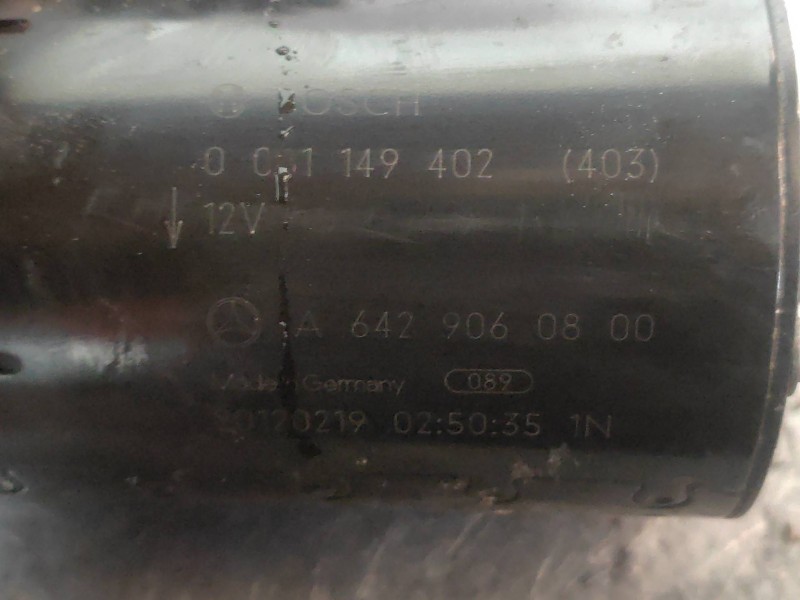 BOSCH
0 001 149 402 (403)
12V
A 642 906 08 00
Made in Germany 089
20120219 02:50:35 1N